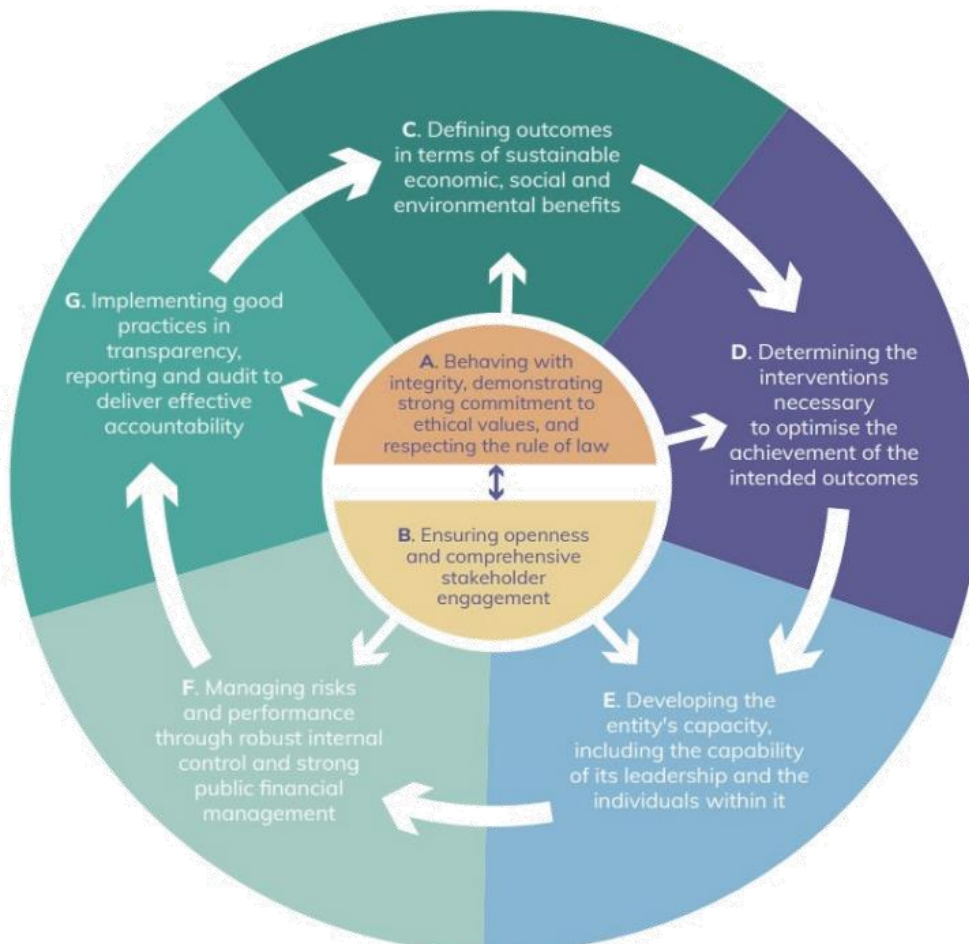 C. Defining outcomes
in terms of sustainable
economic, social and
environmental benefits
G. Implementing good
practices in
transparency,
reporting and audit to
deliver effective
accountability
A. Behaving with
integrity, demonstrating
strong commitment to
ethical values, and
respecting the rule of law
D. Determining the
interventions
necessary
to optimise the
achievement of the
intended outcomes
B. Ensuring openness
and comprehensive
stakeholder
engagement
F. Managing risks
and performance
through robust internal
control and strong
public financial
management
E. Developing the
entity's capacity,
including the capability
of its leadership and the
individuals within it